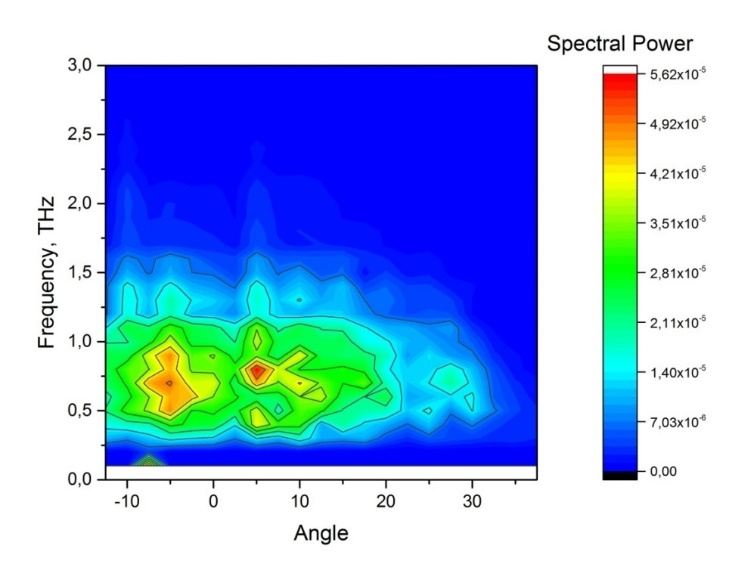 Spectral Power
3,0
2,5
2,0
1,5
1,0
0,5
0,0
Frequency, THz
-10
0
10
20
30
Angle
5,62x10⁻⁵
4,92x10⁻⁵
4,21x10⁻⁵
3,51x10⁻⁵
2,81x10⁻⁵
2,11x10⁻⁵
1,40x10⁻⁵
7,03x10⁻⁶
0,00